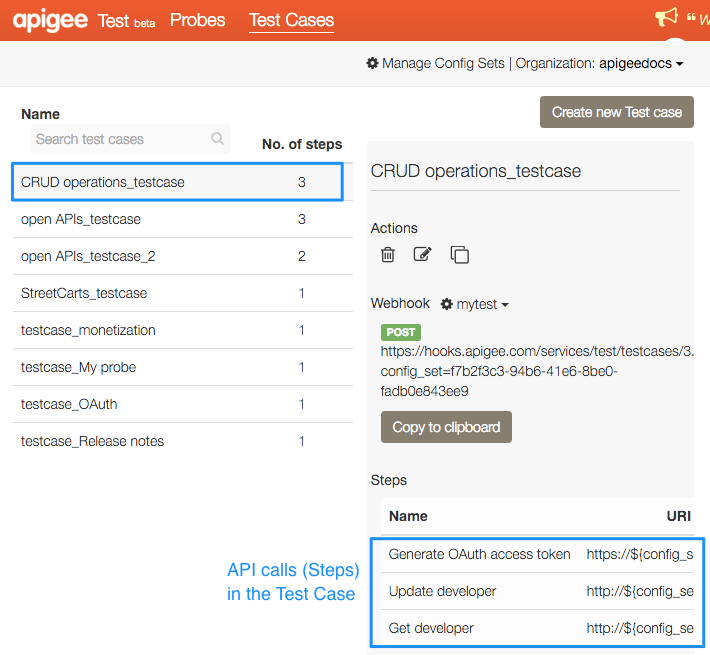 apigee Test beta Probes Test Cases “ W
Manage Config Sets | Organization: apigeedocs
Name
Search test cases
No. of steps
CRUD operations_testcase 3
open APIs_testcase 3
open APIs_testcase_2 2
StreetCarts_testcase 1
testcase_monetization 1
testcase_My probe 1
testcase_OAuth 1
testcase_Release notes 1
Create new Test case
CRUD operations_testcase
Actions
Webhook mytest
POST
https://hooks.apigee.com/services/test/testcases/3.
config_set=f7b2f3c3-94b6-41e6-8be0-
fadb0e843ee9
Copy to clipboard
Steps
Name URI
Generate OAuth access token https://${config_s
Update developer http://${config_se
Get developer http://${config_se
API calls (Steps)
in the Test Case